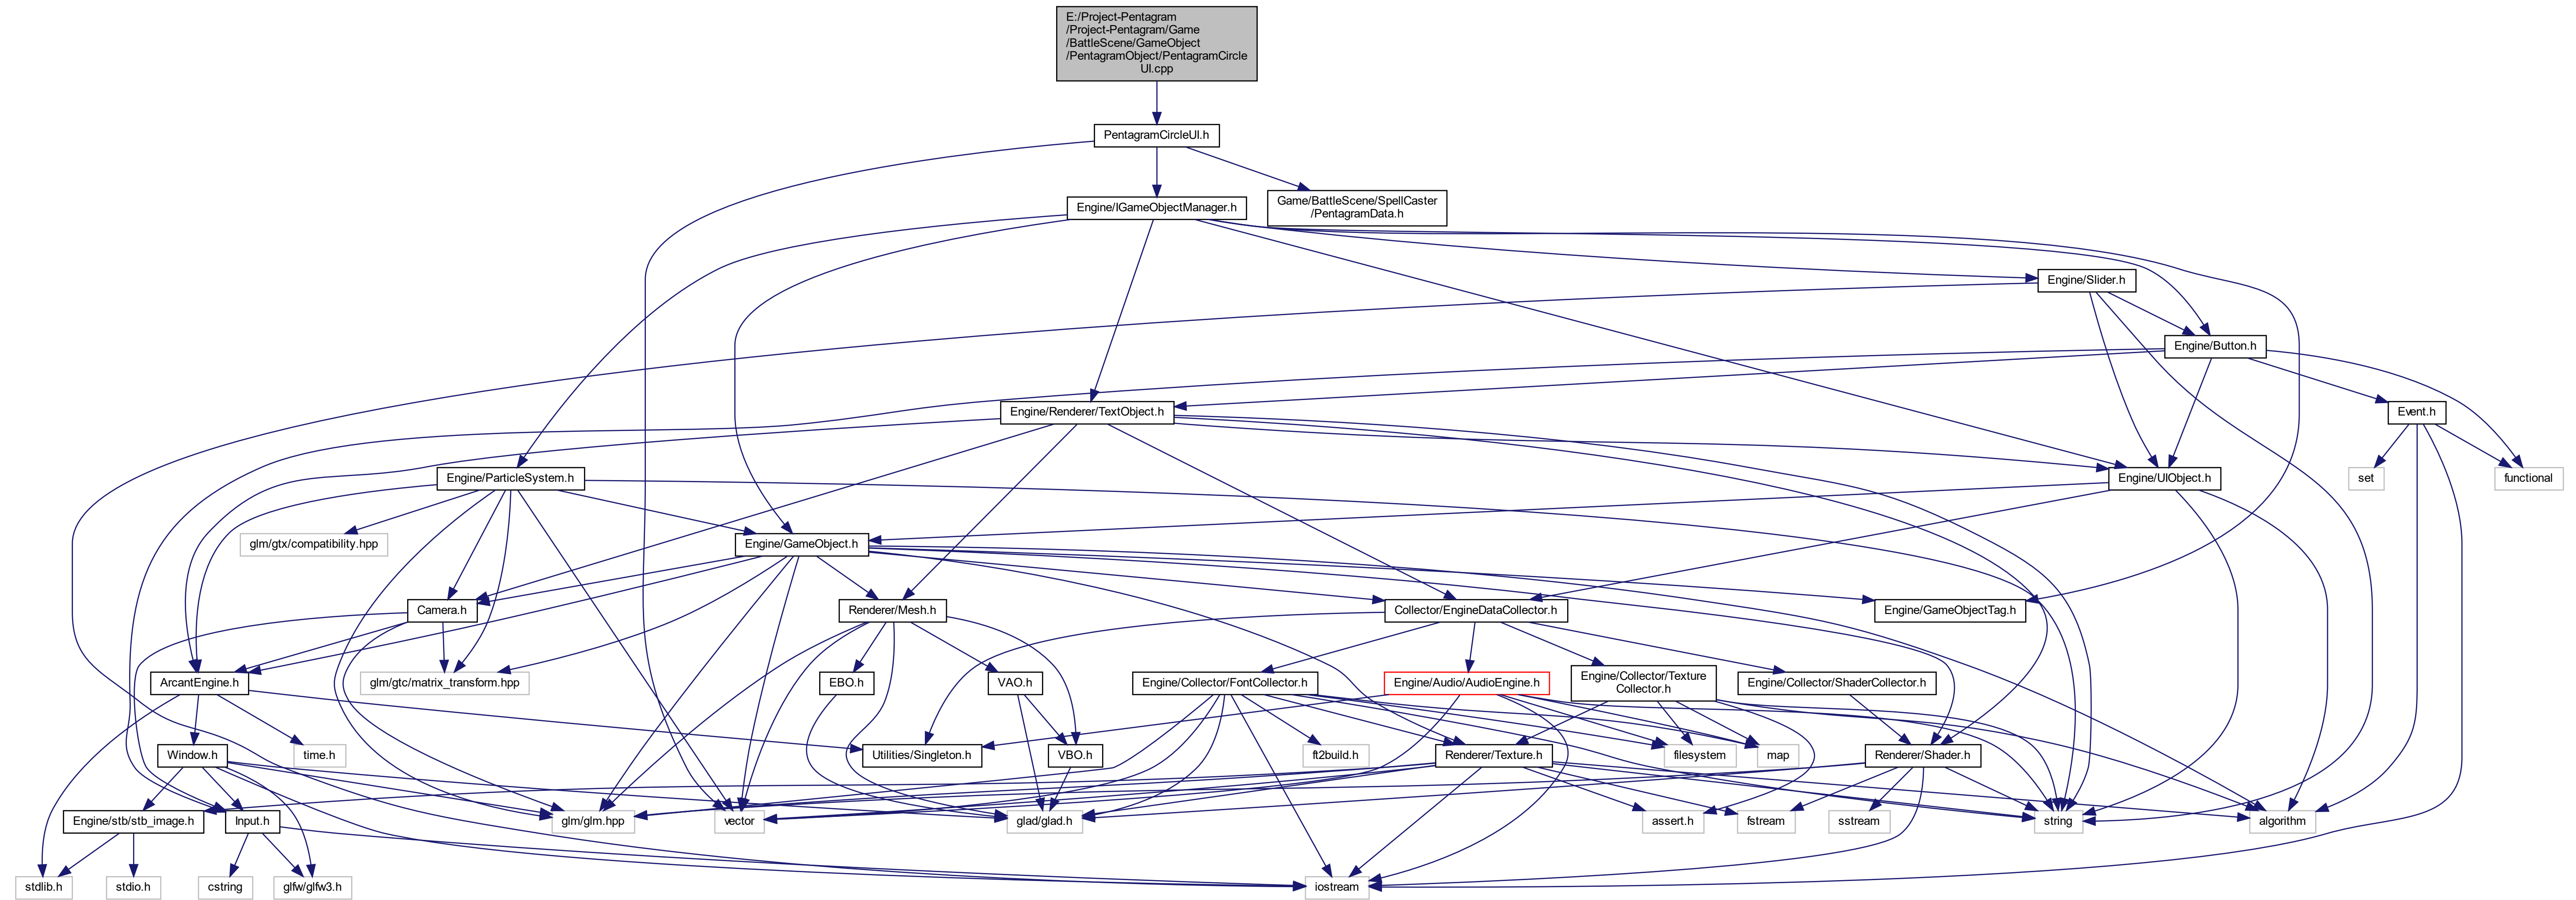 E:/Project-Pentagram
/Project-Pentagram/Game
/BattleScene/GameObject
/PentagramObject/PentagramCircle
UI.cpp
PentagramCircleUI.h
Engine/IGameObjectManager.h
Game/BattleScene/SpellCaster
/PentagramData.h
Engine/Slider.h
Engine/Button.h
Engine/Renderer/TextObject.h
Event.h
Engine/ParticleSystem.h
Engine/UIObject.h
set
functional
glm/gtx/compatibility.hpp
Engine/GameObject.h
Camera.h
Renderer/Mesh.h
Collector/EngineDataCollector.h
Engine/GameObjectTag.h
ArcantEngine.h
glm/gtc/matrix_transform.hpp
EBO.h
VAO.h
Engine/Collector/FontCollector.h
Engine/Audio/AudioEngine.h
Engine/Collector/Texture
Collector.h
Engine/Collector/ShaderCollector.h
Window.h
time.h
Utilities/Singleton.h
VBO.h
ft2build.h
Renderer/Texture.h
filesystem
map
Renderer/Shader.h
Engine/stb/stb_image.h
Input.h
glm/glm.hpp
vector
glad/glad.h
assert.h
fstream
sstream
string
algorithm
stdlib.h
stdio.h
cstring
glfw/glfw3.h
iostream